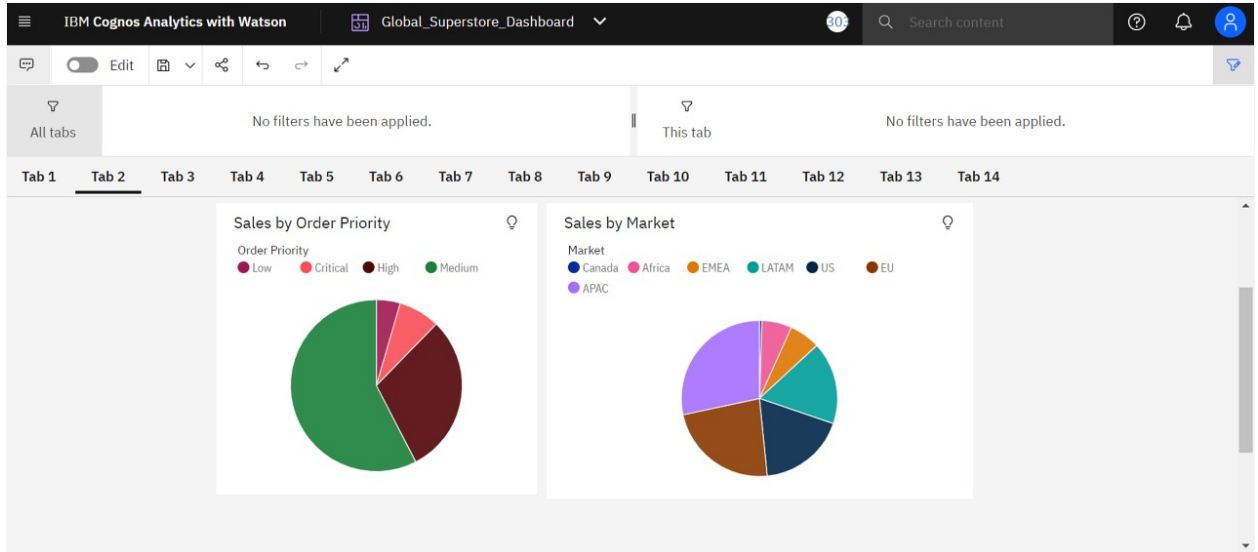 IBM Cognos Analytics with Watson
Global_Superstore_Dashboard
303
Search content
Edit
All tabs
No filters have been applied.
This tab
No filters have been applied.
Tab 1 Tab 2 Tab 3 Tab 4 Tab 5 Tab 6 Tab 7 Tab 8 Tab 9 Tab 10 Tab 11 Tab 12 Tab 13 Tab 14
Sales by Order Priority
Order Priority
Low Critical High Medium
Sales by Market
Market
Canada Africa EMEA LATAM US EU
APAC